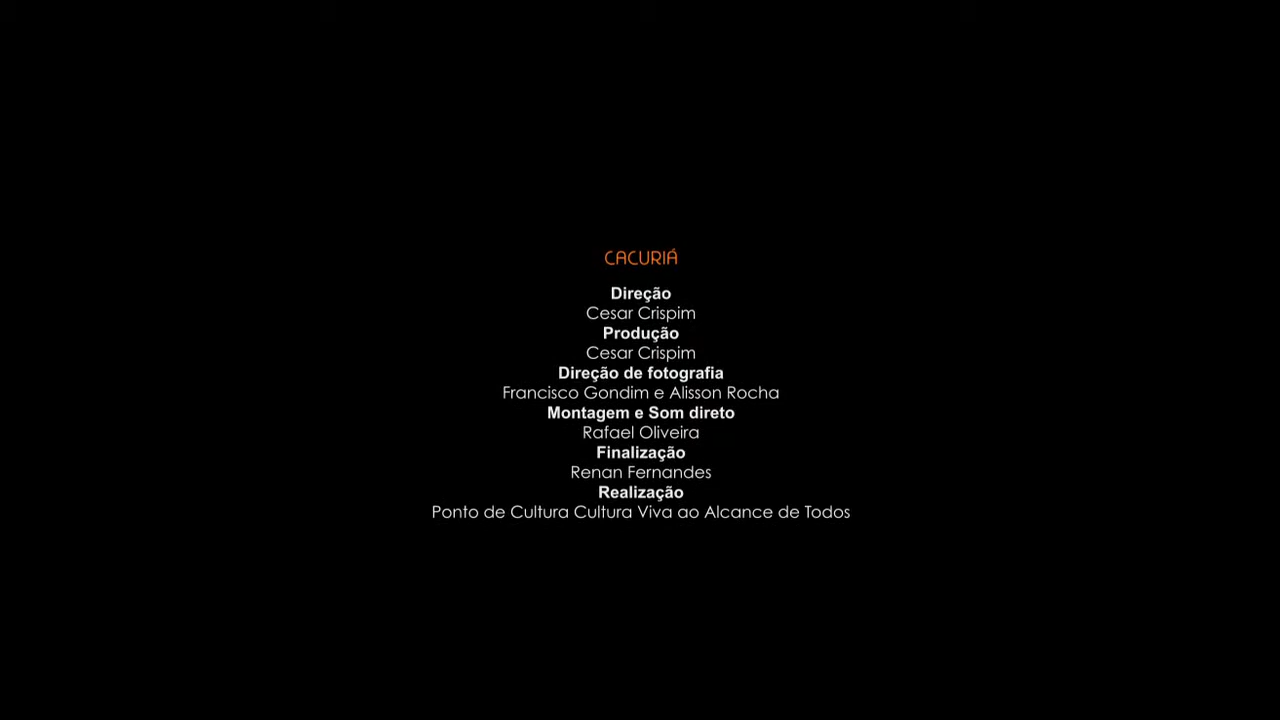 CACURIÁ
Direção
Cesar Crispim
Produção
Cesar Crispim
Direção de fotografia
Francisco Gondim e Alisson Rocha
Montagem e Som direto
Rafael Oliveira
Finalização
Renan Fernandes
Realização
Ponto de Cultura Cultura Viva ao Alcance de Todos